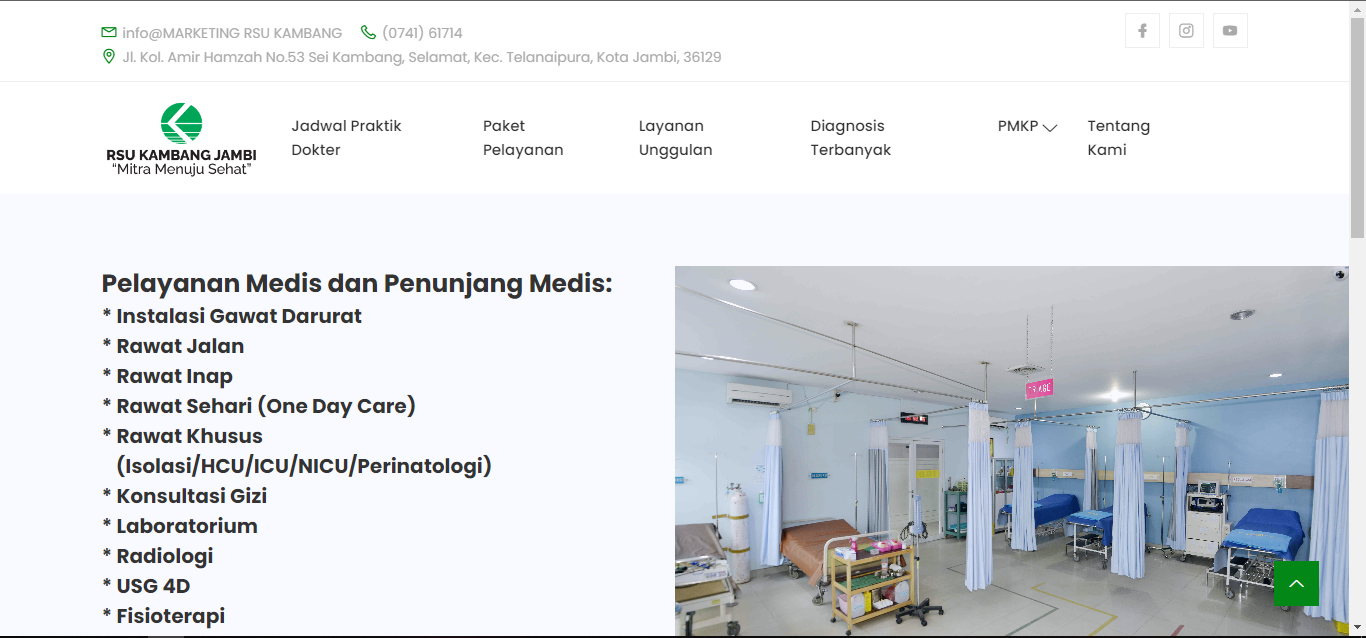 info@MARKETING RSU KAMBANG (0741) 61714
Jl. Kol. Amir Hamzah No.53 Sei Kambang, Selamat, Kec. Telanaipura, Kota Jambi, 36129
RSU KAMBANG JAMBI
“Mitra Menuju Sehat”
Jadwal Praktik
Dokter
Paket
Pelayanan
Layanan
Unggulan
Diagnosis
Terbanyak
PMKP
Tentang
Kami
Pelayanan Medis dan Penunjang Medis:
* Instalasi Gawat Darurat
* Rawat Jalan
* Rawat Inap
* Rawat Sehari (One Day Care)
* Rawat Khusus
(Isolasi/HCU/ICU/NICU/Perinatologi)
* Konsultasi Gizi
* Laboratorium
* Radiologi
* USG 4D
* Fisioterapi
TRIAGE